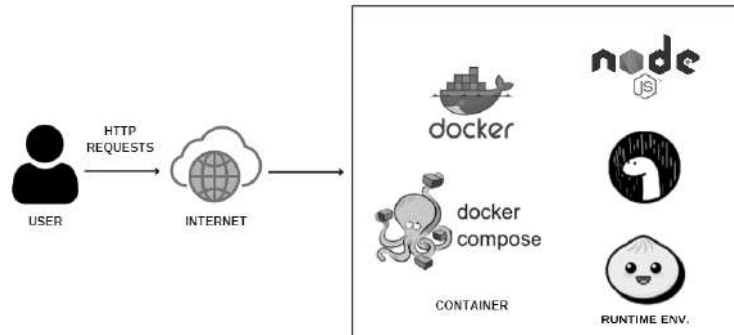 HTTP
REQUESTS
USER
INTERNET
docker
docker
compose
CONTAINER
node
JS
RUNTIME ENV.